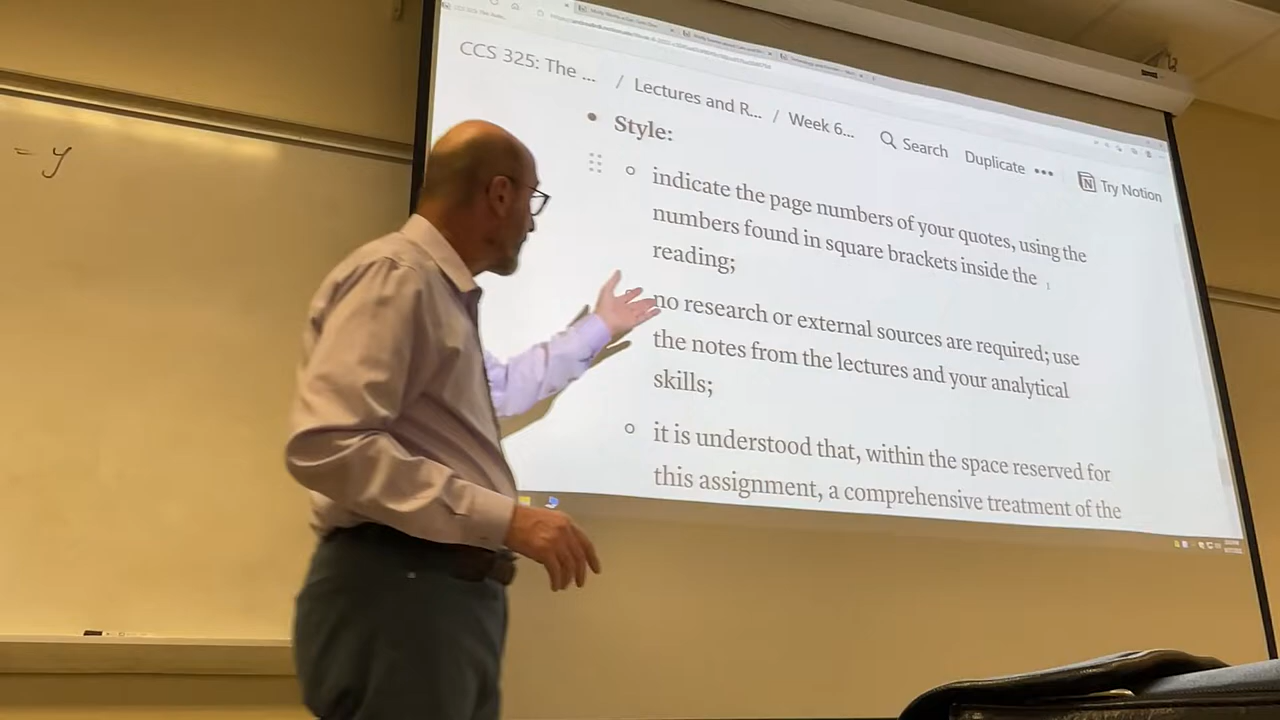 CCS 325: The ... / Lectures and R... / Week 6... Search Duplicate ••• Try Notion
= y
• Style:
indicate the page numbers of your quotes, using the
numbers found in square brackets inside the
reading;
no research or external sources are required; use
the notes from the lectures and your analytical
skills;
it is understood that, within the space reserved for
this assignment, a comprehensive treatment of the